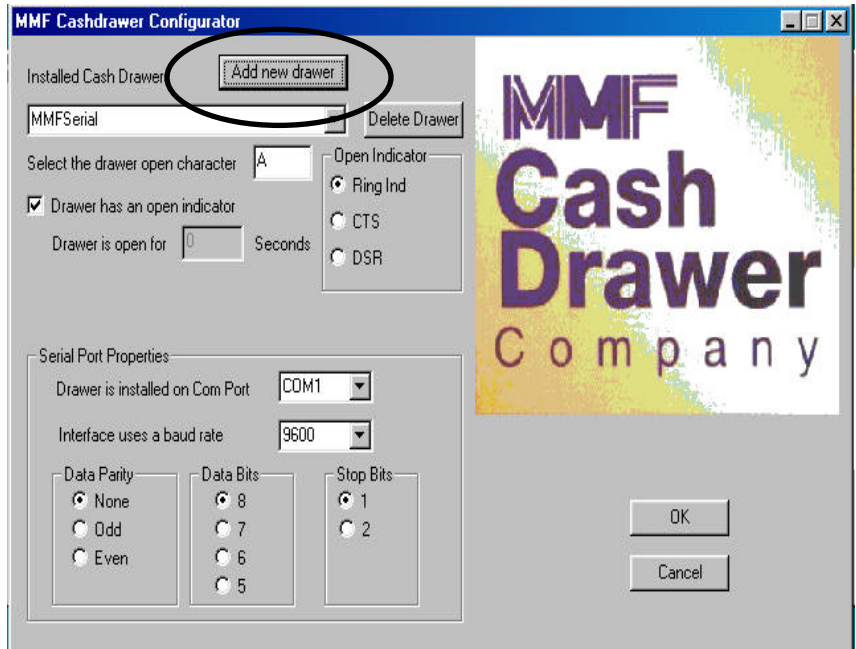 MMF Cashdrawer Configurator
Installed Cash Drawer
Add new drawer
MMFSerial
Delete Drawer
Select the drawer open character
A
Drawer has an open indicator
Drawer is open for
0
Seconds
Open Indicator
Ring Ind
CTS
DSR
MMF
Cash
Drawer
Company
Serial Port Properties
Drawer is installed on Com Port
COM1
Interface uses a baud rate
9600
Data Parity
None
Odd
Even
Data Bits
8
7
6
5
Stop Bits
1
2
OK
Cancel